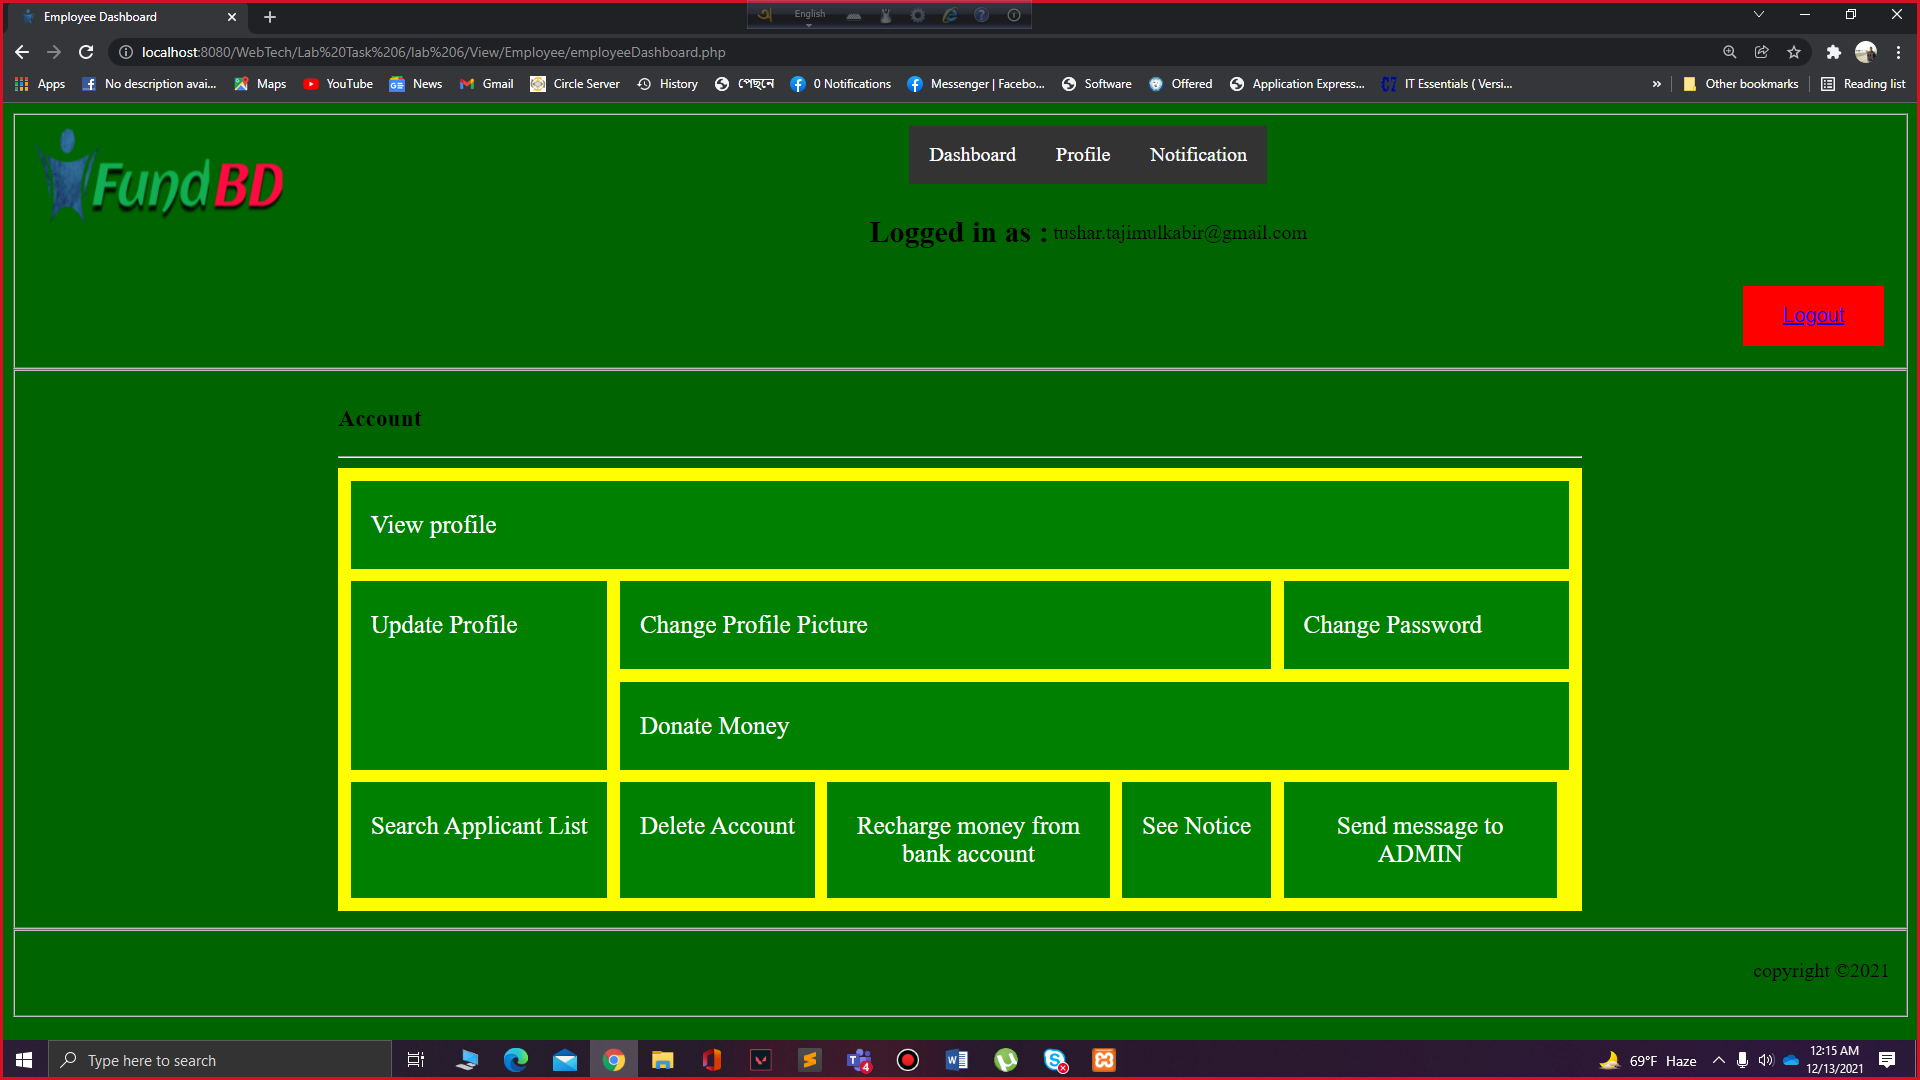 Employee Dashboard
English
localhost:8080/WebTech/Lab%20Task%206/lab%206/View/Employee/employeeDashboard.php
Apps No description avai... Maps YouTube News Gmail Circle Server History পেছনে 0 Notifications Messenger | Facebo... Software Offered Application Express... IT Essentials ( Versi... » Other bookmarks Reading list
FundBD
Dashboard Profile Notification
Logged in as : tushar.tajimulkabir@gmail.com
Logout
Account
View profile
Update Profile Change Profile Picture Change Password
Donate Money
Search Applicant List Delete Account Recharge money from See Notice Send message to
bank account ADMIN
copyright ©2021
Type here to search 4 69°F Haze 12:15 AM
12/13/2021